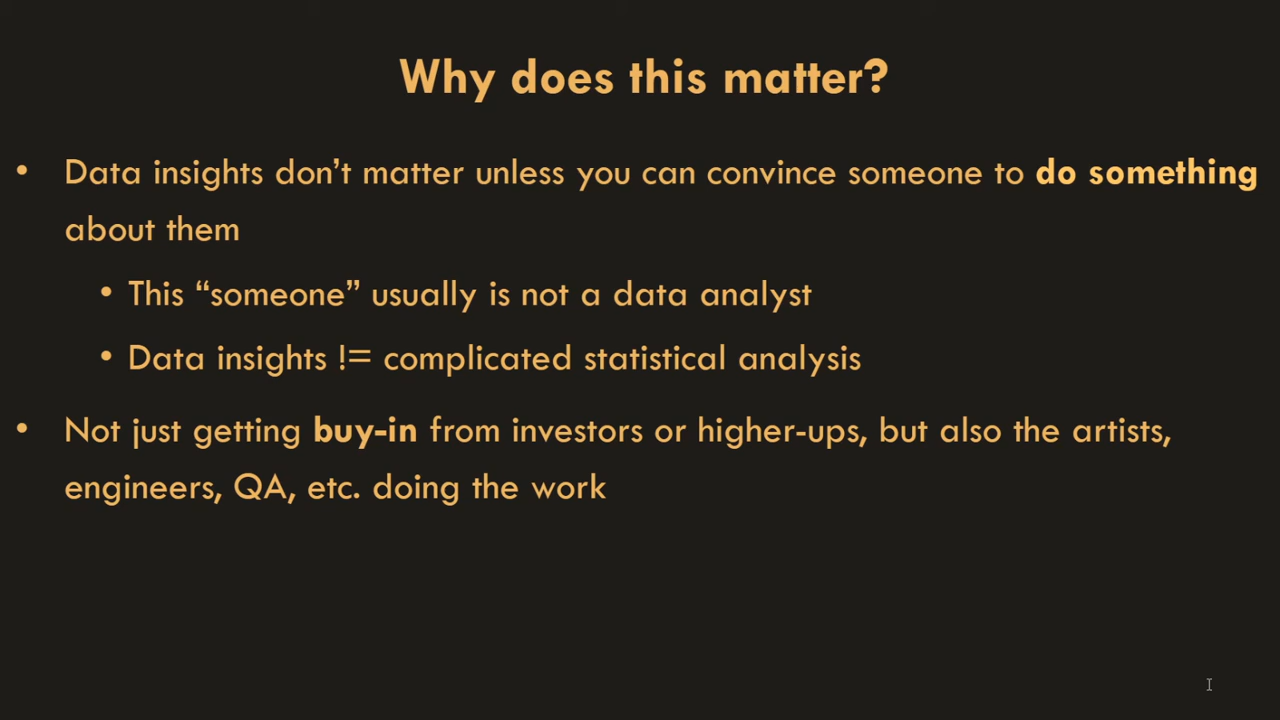 Why does this matter?
• Data insights don’t matter unless you can convince someone to do something
about them
• This “someone” usually is not a data analyst
• Data insights != complicated statistical analysis
• Not just getting buy-in from investors or higher-ups, but also the artists,
engineers, QA, etc. doing the work